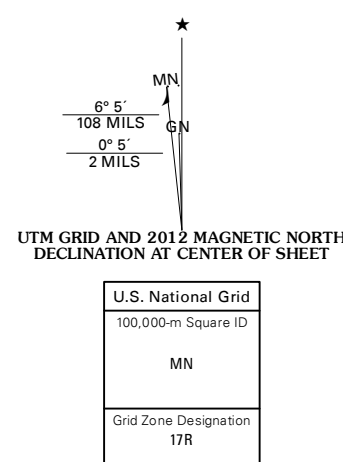 ★
MN.
6° 5´
108 MILS
GN
0° 5´
2 MILS
UTM GRID AND 2012 MAGNETIC NORTH
DECLINATION AT CENTER OF SHEET
U.S. National Grid
100,000-m Square ID
MN
Grid Zone Designation
17R